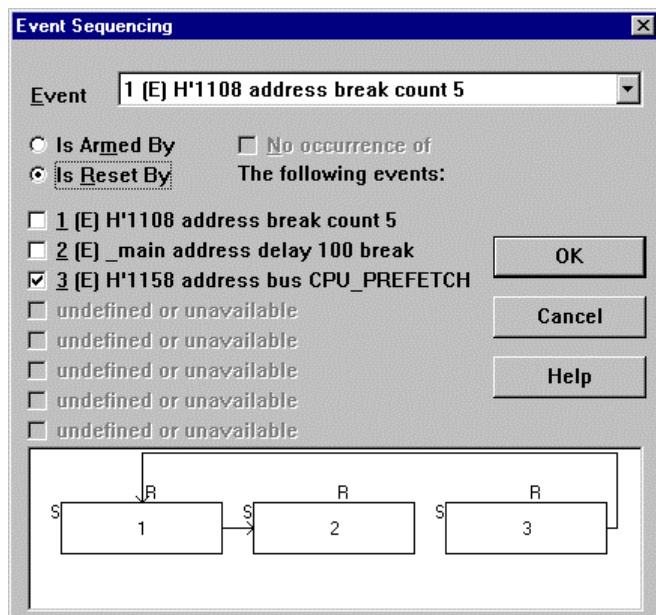 Event Sequencing
Event 1 (E) H'1108 address break count 5
Is Armed By No occurrence of
Is Reset By The following events:
1 (E) H'1108 address break count 5
2 (E) _main address delay 100 break
3 (E) H'1158 address bus CPU_PREFETCH
undefined or unavailable
undefined or unavailable
undefined or unavailable
undefined or unavailable
undefined or unavailable
OK
Cancel
Help
R R R
S S S
1 2 3